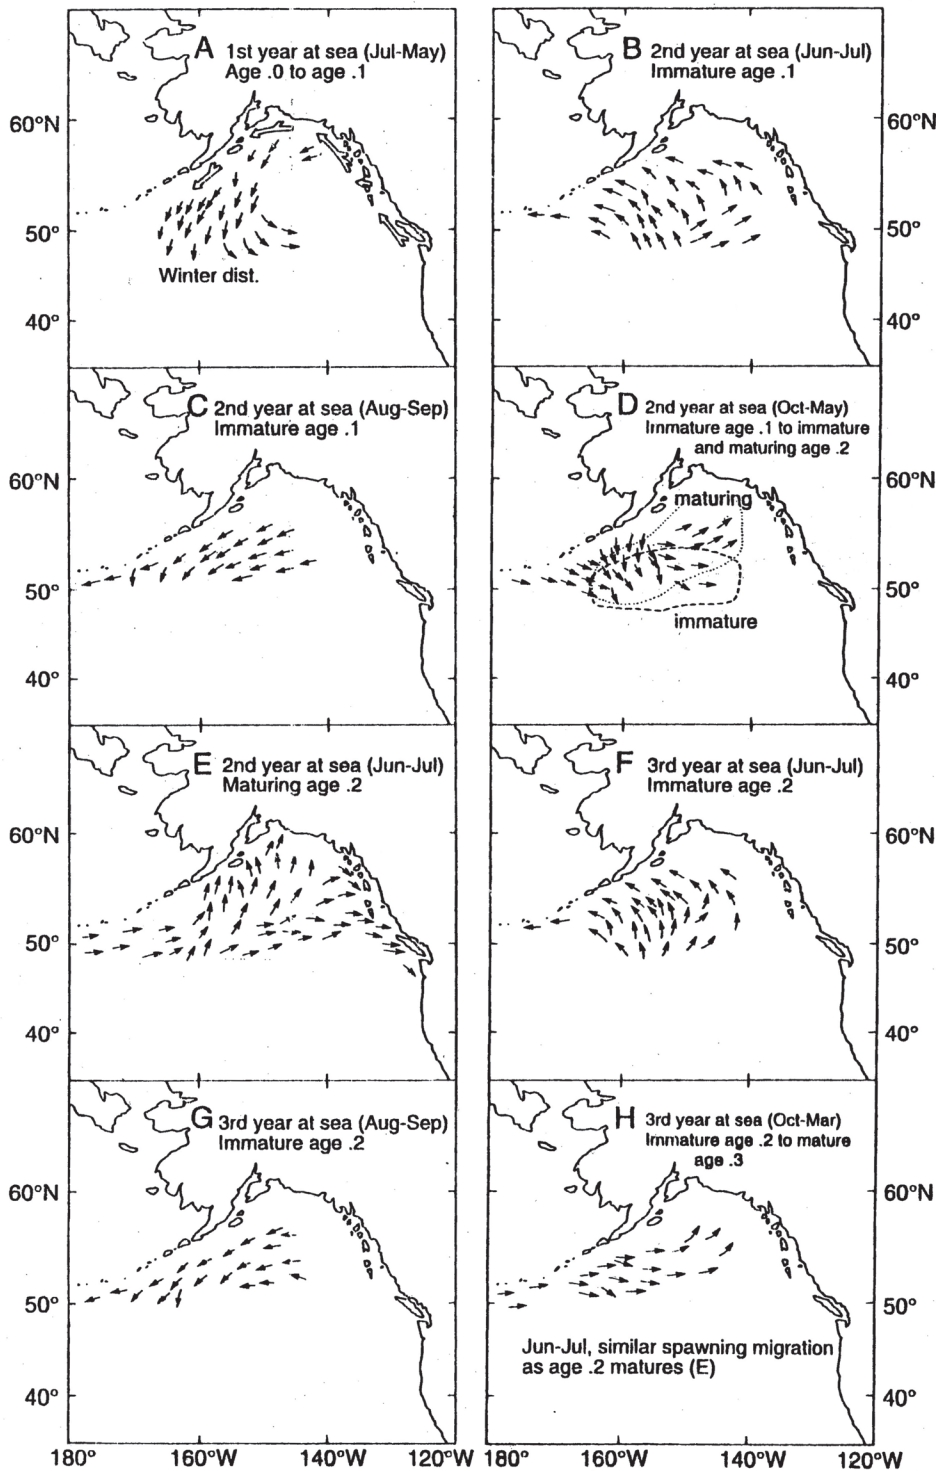 A 1st year at sea (Jul-May)
Age .0 to age .1
60°N
50°
Winter dist.
40°
B 2nd year at sea (Jun-Jul)
Immature age .1
60°N
50°
40°
C 2nd year at sea (Aug-Sep)
Immature age .1
60°N
50°
40°
D 2nd year at sea (Oct-May)
Immature age .1 to immature
and maturing age .2
maturing
immature
60°N
50°
40°
E 2nd year at sea (Jun-Jul)
Maturing age .2
60°N
50°
40°
F 3rd year at sea (Jun-Jul)
Immature age .2
60°N
50°
40°
G 3rd year at sea (Aug-Sep)
Immature age .2
60°N
50°
40°
H 3rd year at sea (Oct-Mar)
Immature age .2 to mature
age .3
60°N
50°
Jun-Jul, similar spawning migration
as age .2 matures (E)
40°
180° 160°W 140°W 120°W 180° 160°W 140°W 120°W